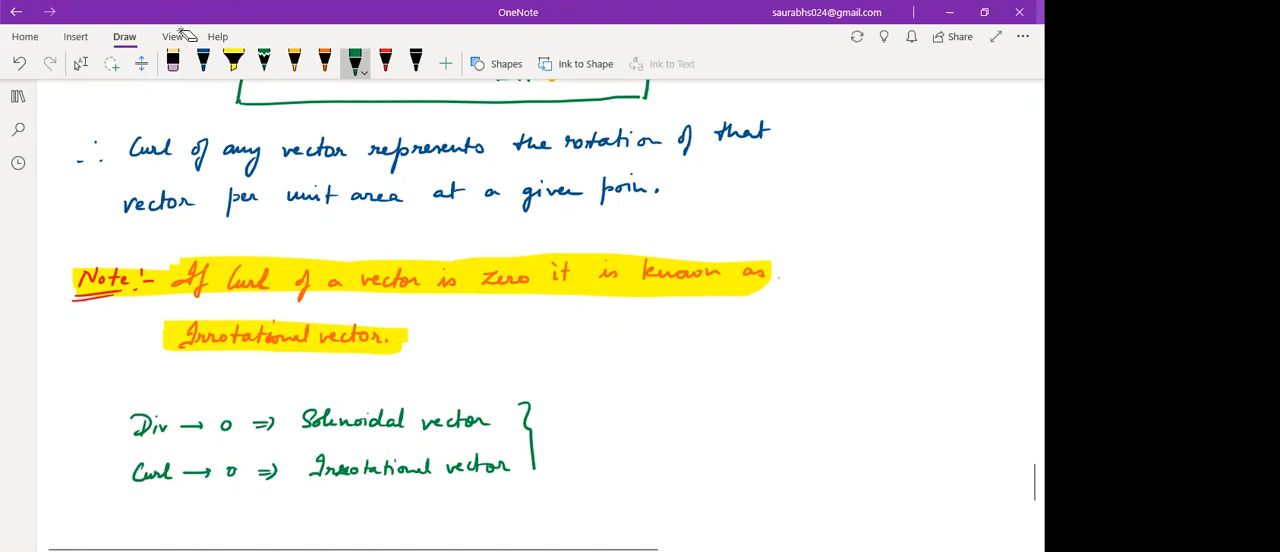 OneNote
saurabhs024@gmail.com
Home Insert Draw View Help
Share
Shapes Ink to Shape Ink to Text
∴ Curl of any vector represents the rotation of that
vector per unit area at a given poin.
Note:- If Curl of a vector is zero it is known as
Irrotational vector.
Div → 0 ⇒ Solenoidal vector
Curl → 0 ⇒ Irrotational vector